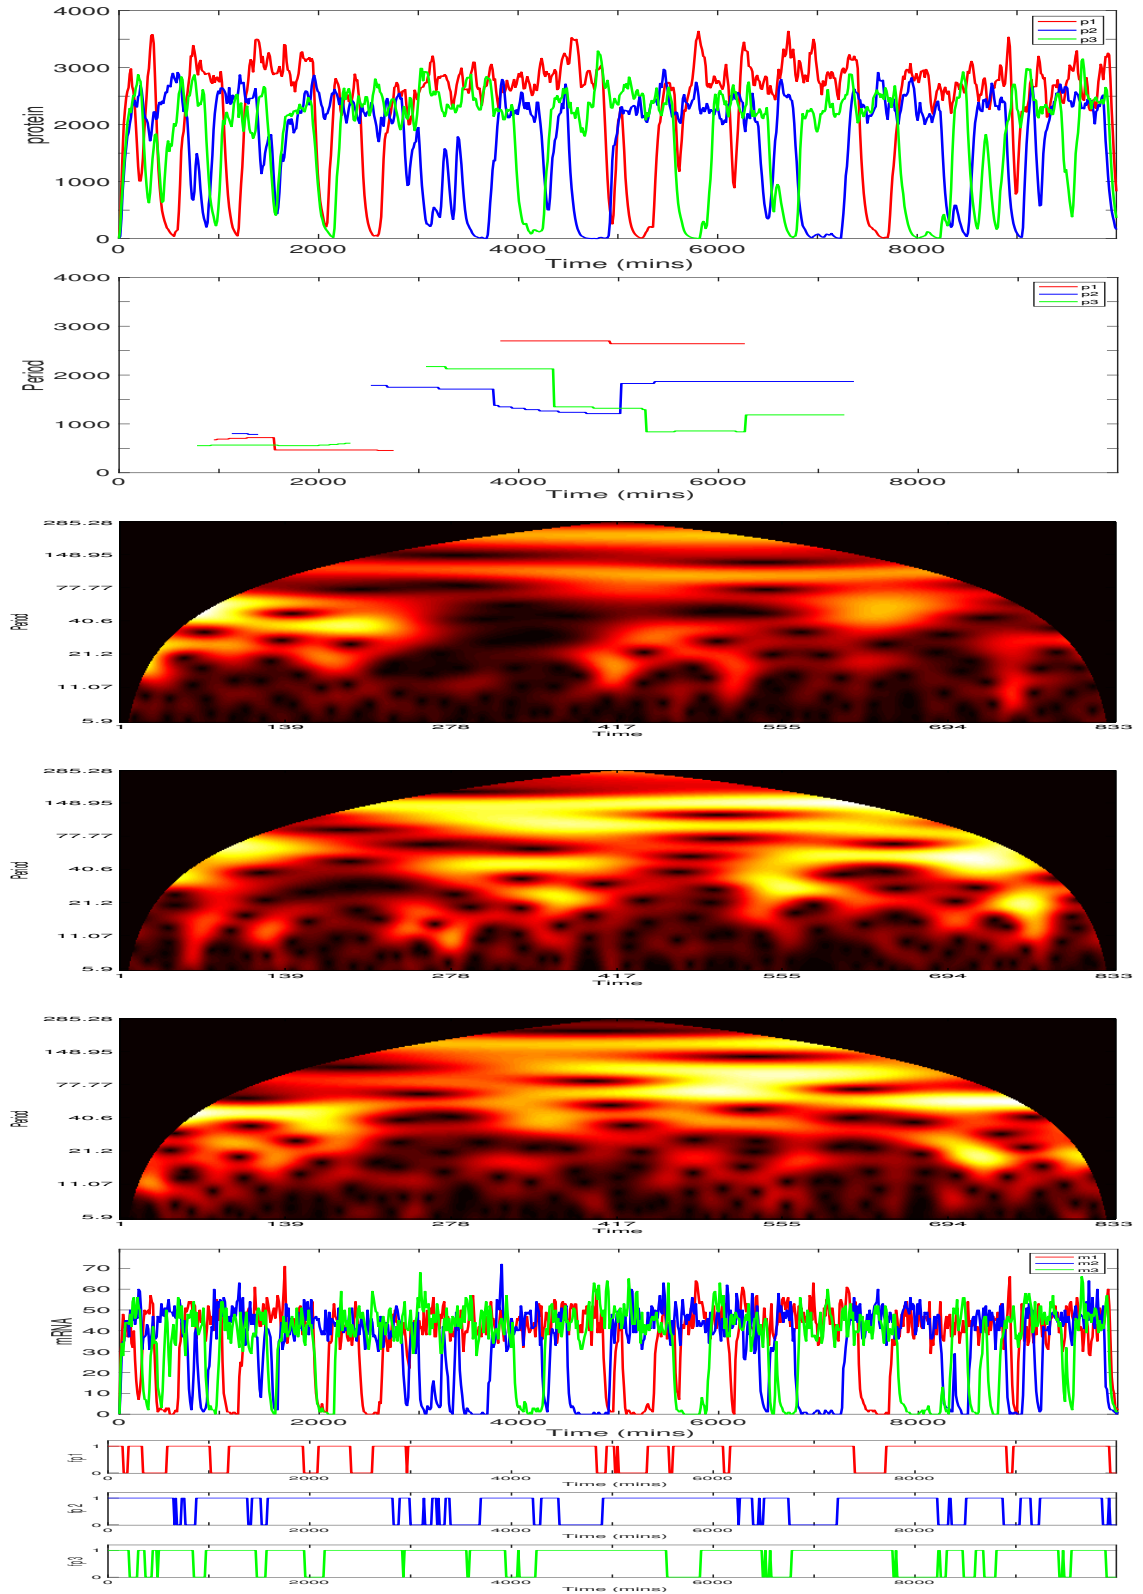 4000
3000
2000
1000
0
protein
p1
p2
p3
0 2000 4000 6000 8000
Time (mins)
4000
3000
2000
1000
0
Period
p1
p2
p3
0 2000 4000 6000 8000
Time (mins)
285.28
148.95
77.77
40.6
21.2
11.07
5.9
Period
1 139 278 417 555 694 833
Time
285.28
148.95
77.77
40.6
21.2
11.07
5.9
Period
1 139 278 417 555 694 833
Time
285.28
148.95
77.77
40.6
21.2
11.07
5.9
Period
1 139 278 417 555 694 833
Time
70
60
50
40
30
20
10
0
mRNA
m1
m2
m3
0 2000 4000 6000 8000
Time (mins)
1
0
fp1
0 2000 4000 6000 8000
Time (mins)
1
0
fp2
0 2000 4000 6000 8000
Time (mins)
1
0
fp3
0 2000 4000 6000 8000
Time (mins)